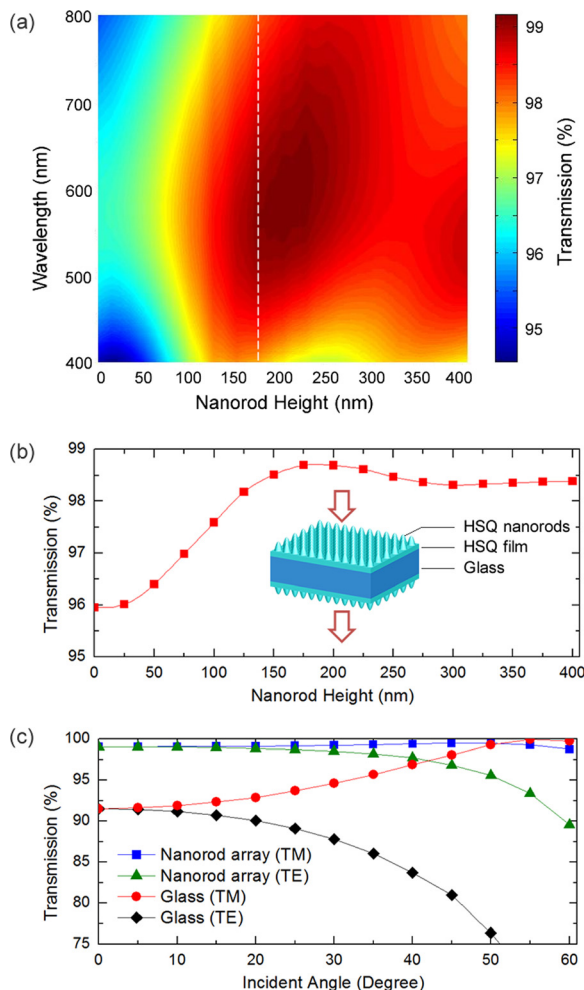 (a)
800
700
600
500
400
Wavelength (nm)
0 50 100 150 200 250 300 350 400
Nanorod Height (nm)
99
98
97
96
95
Transmission (%)
(b)
99
98
97
96
95
Transmission (%)
HSQ nanorods
HSQ film
Glass
0 50 100 150 200 250 300 350 400
Nanorod Height (nm)
(c)
100
95
90
85
80
75
Transmission (%)
Nanorod array (TM)
Nanorod array (TE)
Glass (TM)
Glass (TE)
0 10 20 30 40 50 60
Incident Angle (Degree)